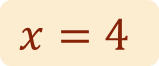 x = 4